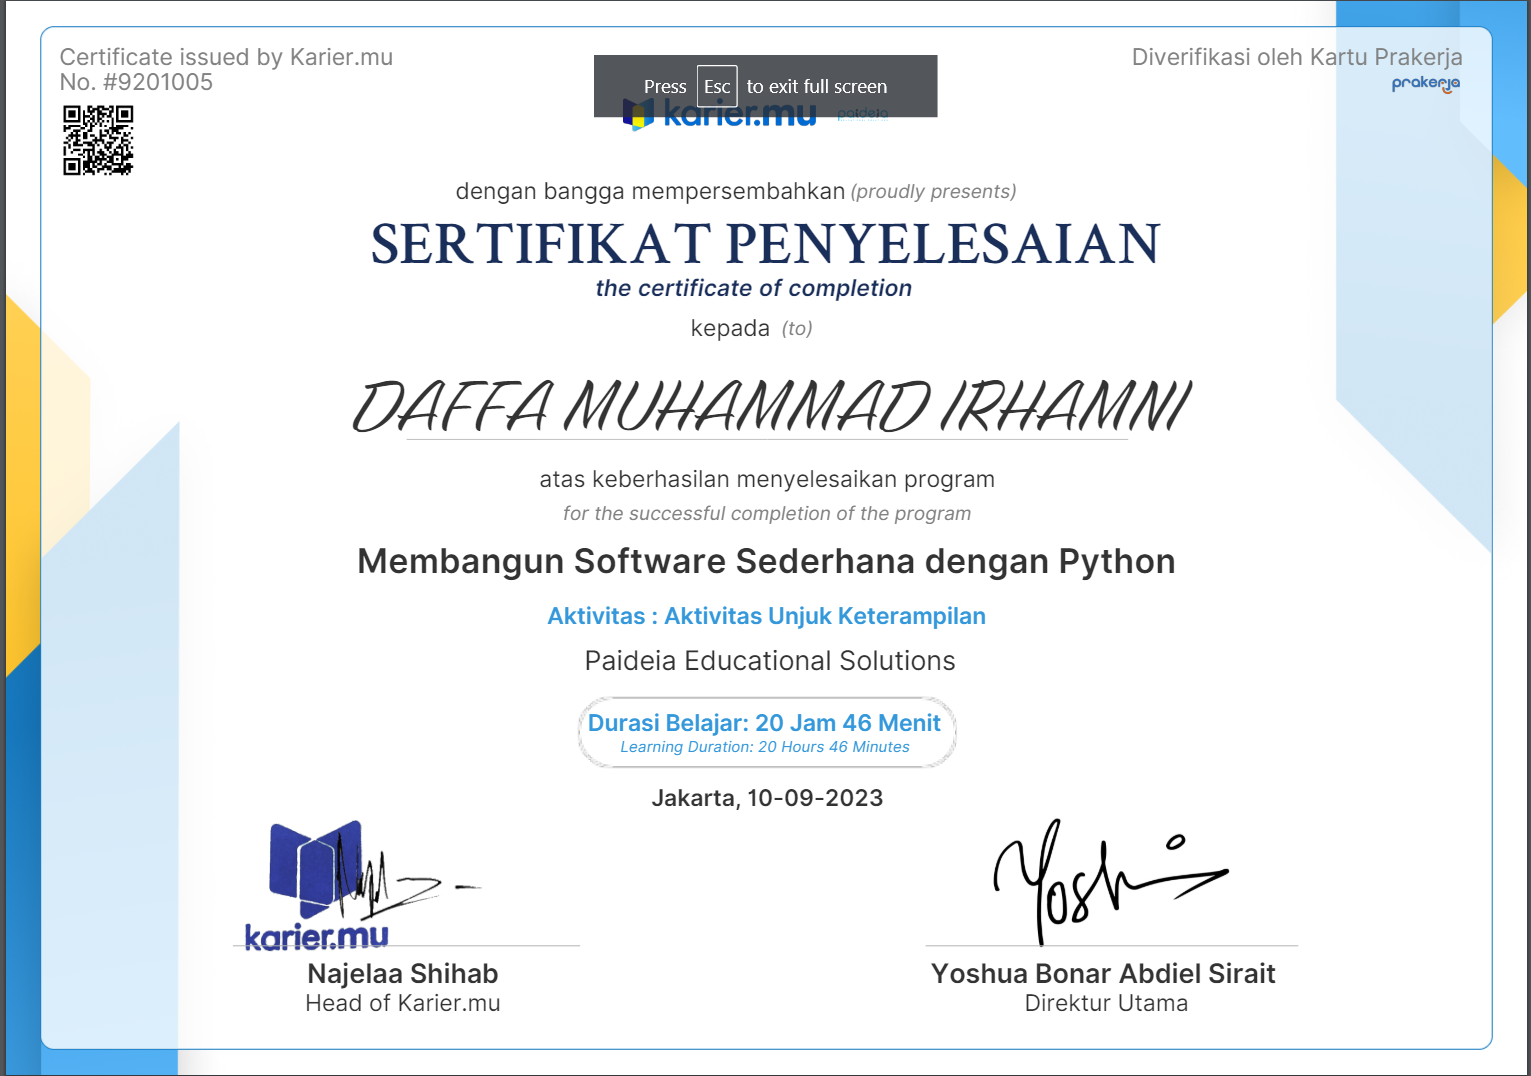 Certificate issued by Karier.mu
No. #9201005
Diverifikasi oleh Kartu Prakerja
prakerja
Press Esc to exit full screen
karier.mu paideia
dengan bangga mempersembahkan (proudly presents)
SERTIFIKAT PENYELESAIAN
the certificate of completion
kepada (to)
DAFFA MUHAMMAD IRHAMNI
atas keberhasilan menyelesaikan program
for the successful completion of the program
Membangun Software Sederhana dengan Python
Aktivitas : Aktivitas Unjuk Keterampilan
Paideia Educational Solutions
Durasi Belajar: 20 Jam 46 Menit
Learning Duration: 20 Hours 46 Minutes
Jakarta, 10-09-2023
karier.mu
Yoshi
Najelaa Shihab
Head of Karier.mu
Yoshua Bonar Abdiel Sirait
Direktur Utama